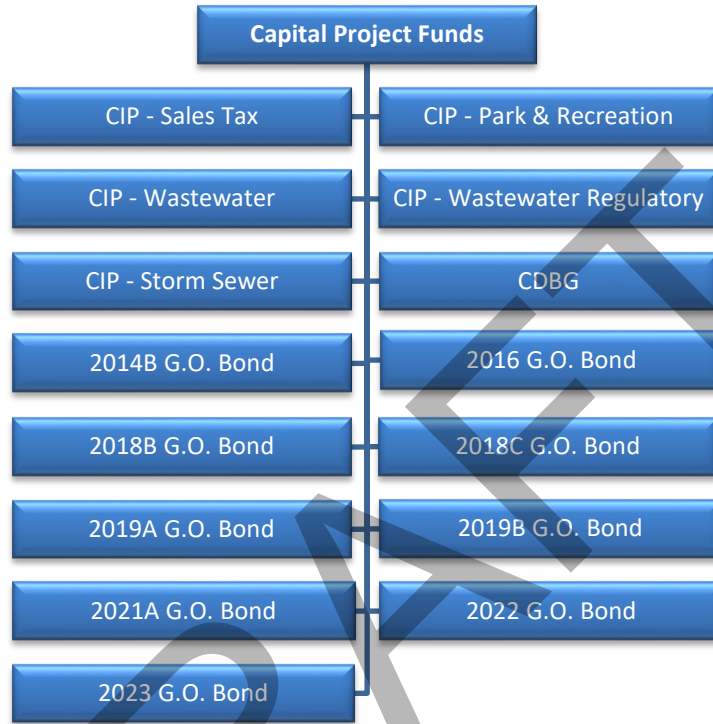 Capital Project Funds
CIP - Sales Tax
CIP - Park & Recreation
CIP - Wastewater
CIP - Wastewater Regulatory
CIP - Storm Sewer
CDBG
2014B G.O. Bond
2016 G.O. Bond
2018B G.O. Bond
2018C G.O. Bond
2019A G.O. Bond
2019B G.O. Bond
2021A G.O. Bond
2022 G.O. Bond
2023 G.O. Bond
DRAFT